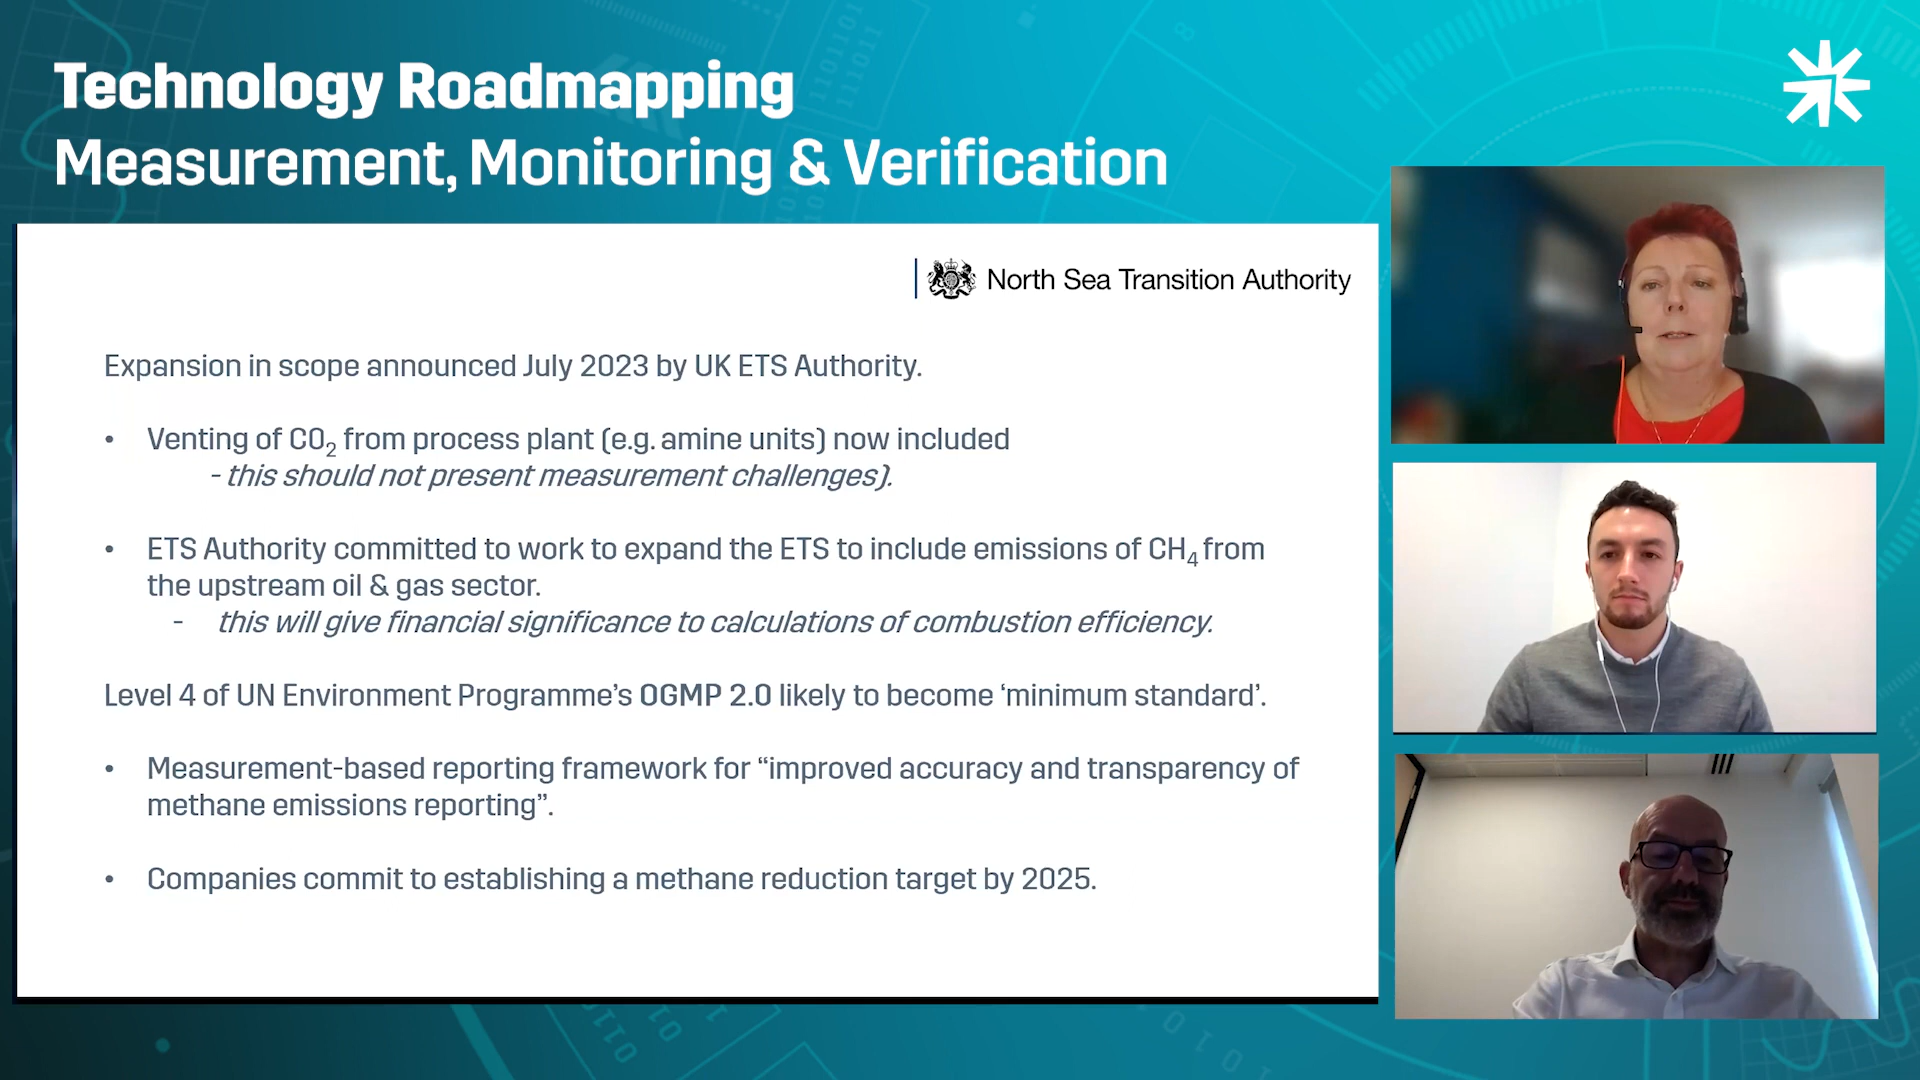 Technology Roadmapping
Measurement, Monitoring & Verification
North Sea Transition Authority
Expansion in scope announced July 2023 by UK ETS Authority.
• Venting of CO₂ from process plant (e.g. amine units) now included
- this should not present measurement challenges).
• ETS Authority committed to work to expand the ETS to include emissions of CH₄ from
the upstream oil & gas sector.
- this will give financial significance to calculations of combustion efficiency.
Level 4 of UN Environment Programme’s OGMP 2.0 likely to become ‘minimum standard’.
• Measurement-based reporting framework for “improved accuracy and transparency of
methane emissions reporting”.
• Companies commit to establishing a methane reduction target by 2025.